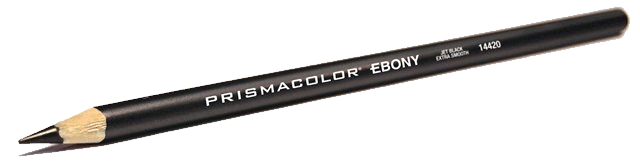 PRISMACOLOR® EBONY JET BLACK
EXTRA SMOOTH 14420